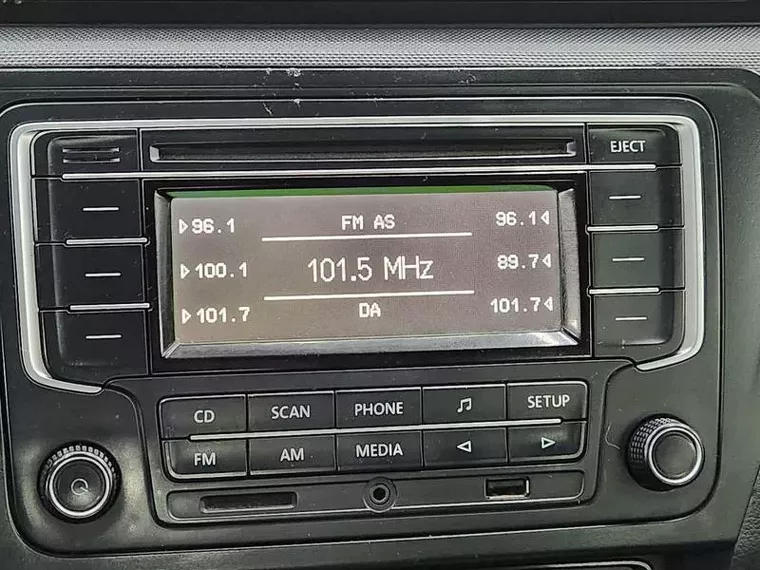 EJECT
96.1 FM AS 96.1
100.1 101.5 MHz 89.7
101.7 DA 101.7
CD SCAN PHONE SETUP
FM AM MEDIA